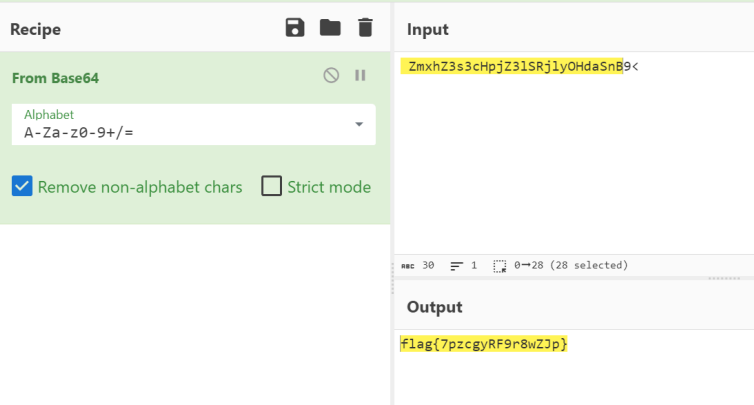 Recipe
From Base64
Alphabet
A-Za-z0-9+/=
Remove non-alphabet chars
Strict mode
Input
ZmxhZ3s3cHpjZ3lSRjlyOHdaSnB9<
ABC 30 1 0→28 (28 selected)
Output
flag{7pzcgyRF9r8wZJp}